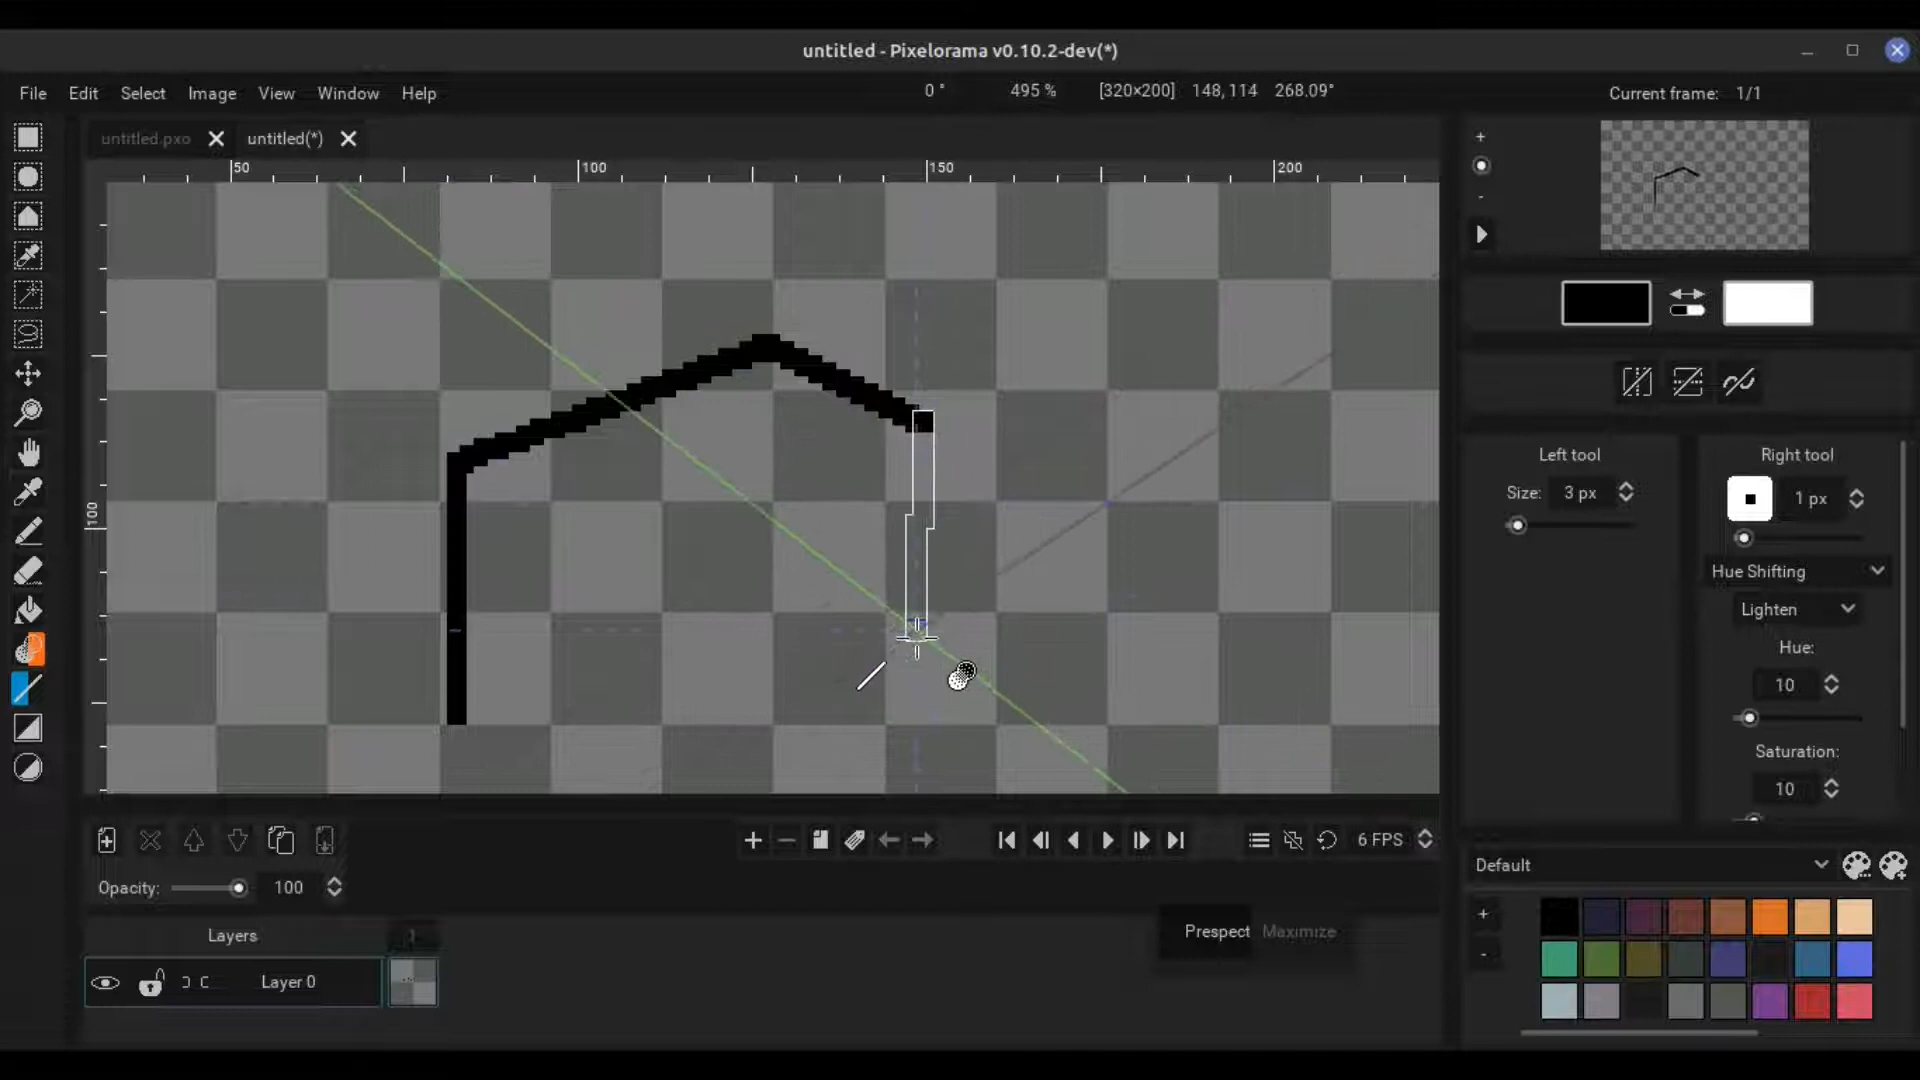 untitled - Pixelorama v0.10.2-dev(*)
File Edit Select Image View Window Help
0 ° 495 % [320×200] 148, 114 268.09°
Current frame: 1/1
untitled.pxo untitled(*)
50 100 150 200
100
Left tool
Size: 3 px
Right tool
1 px
Hue Shifting
Lighten
Hue:
10
Saturation:
10
6 FPS
Opacity: 100
Layers 1
Layer 0
Prespect Maximize
Default